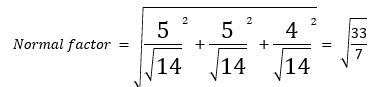 Normal factor = √(5/√14 ² + 5/√14 ² + 4/√14 ²) = √(33/7)